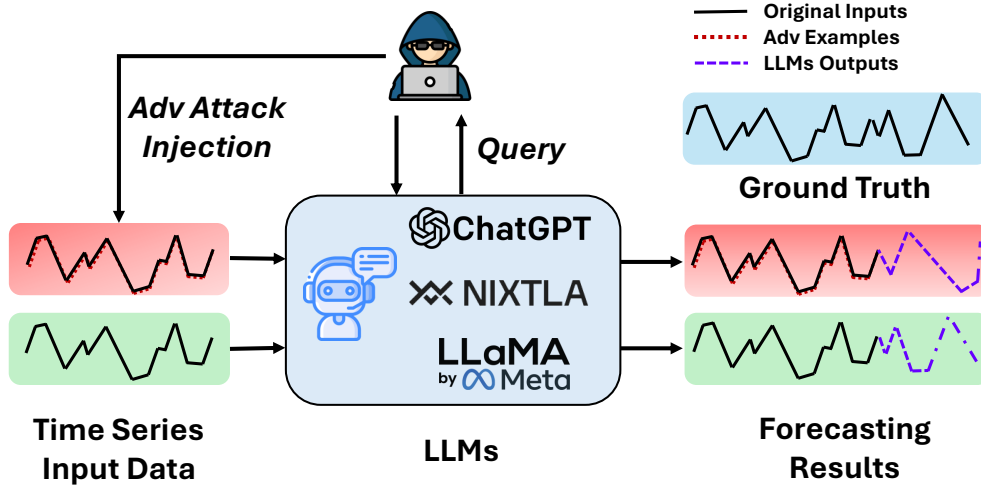 Original Inputs
Adv Examples
LLMs Outputs
Adv Attack
Injection
Query
Ground Truth
ChatGPT
NIXTLA
LLaMA
by Meta
Time Series
Input Data
LLMs
Forecasting
Results